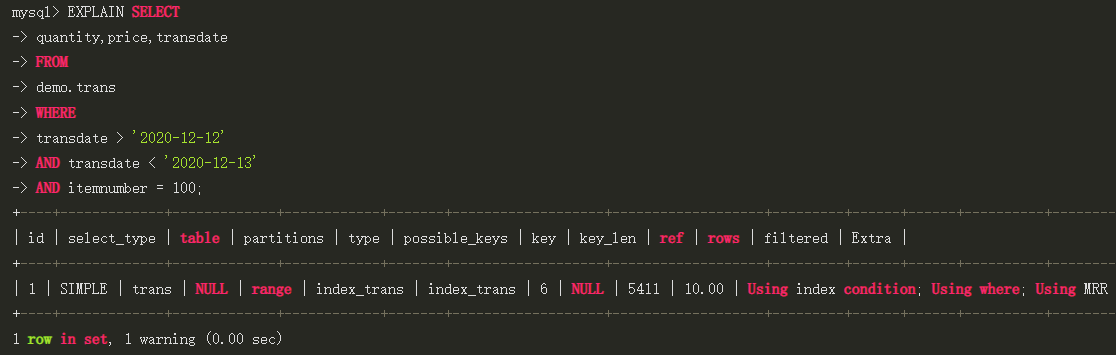 mysql> EXPLAIN SELECT
-> quantity,price,transdate
-> FROM
-> demo.trans
-> WHERE
-> transdate > '2020-12-12'
-> AND transdate < '2020-12-13'
-> AND itemnumber = 100;
+----+-------------+-------+------------+-------+---------------+-------------+---------+------+------+----------+--------
| id | select_type | table | partitions | type | possible_keys | key | key_len | ref | rows | filtered | Extra |
+----+-------------+-------+------------+-------+---------------+-------------+---------+------+------+----------+--------
| 1 | SIMPLE | trans | NULL | range | index_trans | index_trans | 6 | NULL | 5411 | 10.00 | Using index condition; Using where; Using MRR
+----+-------------+-------+------------+-------+---------------+-------------+---------+------+------+----------+--------
1 row in set, 1 warning (0.00 sec)